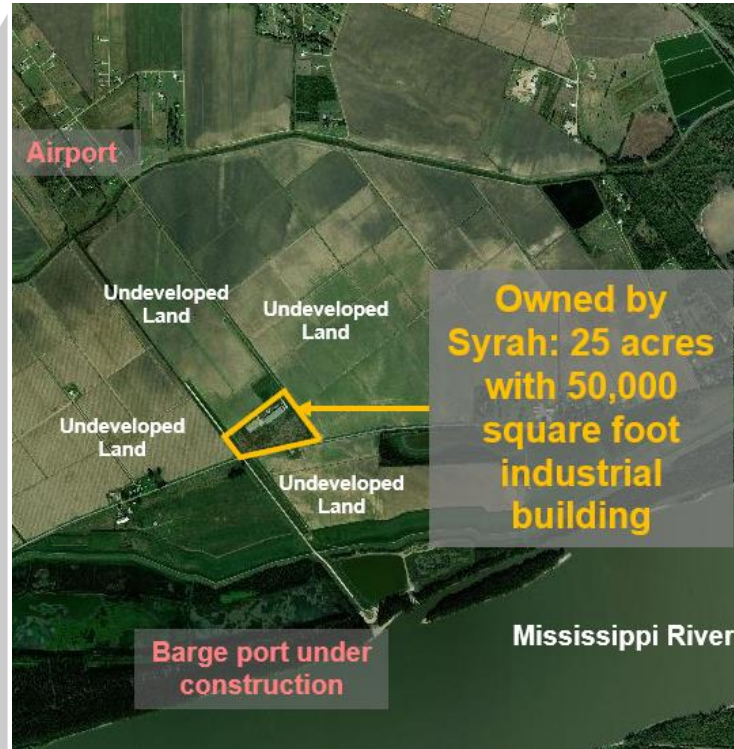 Airport
Undeveloped
Land
Undeveloped
Land
Owned by
Syrah: 25 acres
with 50,000
square foot
industrial
building
Undeveloped
Land
Undeveloped
Land
Mississippi River
Barge port under
construction